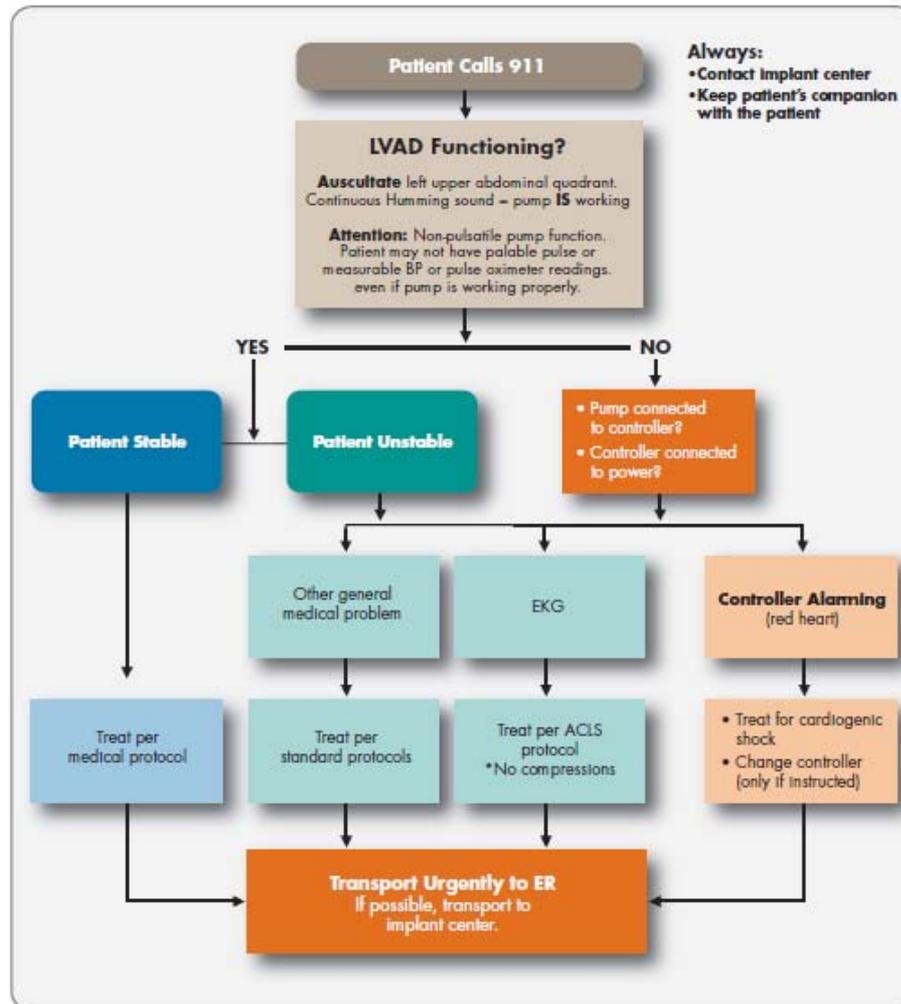 Patient Calls 911
Always:
•Contact implant center
•Keep patient's companion
with the patient
LVAD Functioning?
Auscultate left upper abdominal quadrant.
Continuous Humming sound = pump IS working
Attention: Non-pulsatile pump function.
Patient may not have palable pulse or
measurable BP or pulse oximeter readings.
even if pump is working properly.
YES
NO
Patient Stable
Patient Unstable
• Pump connected
to controller?
• Controller connected
to power?
Other general
medical problem
EKG
Controller Alarming
(red heart)
Treat per
medical protocol
Treat per
standard protocols
Treat per ACLS
protocol
*No compressions
• Treat for cardiogenic
shock
• Change controller
(only if instructed)
Transport Urgently to ER
If possible, transport to
implant center.